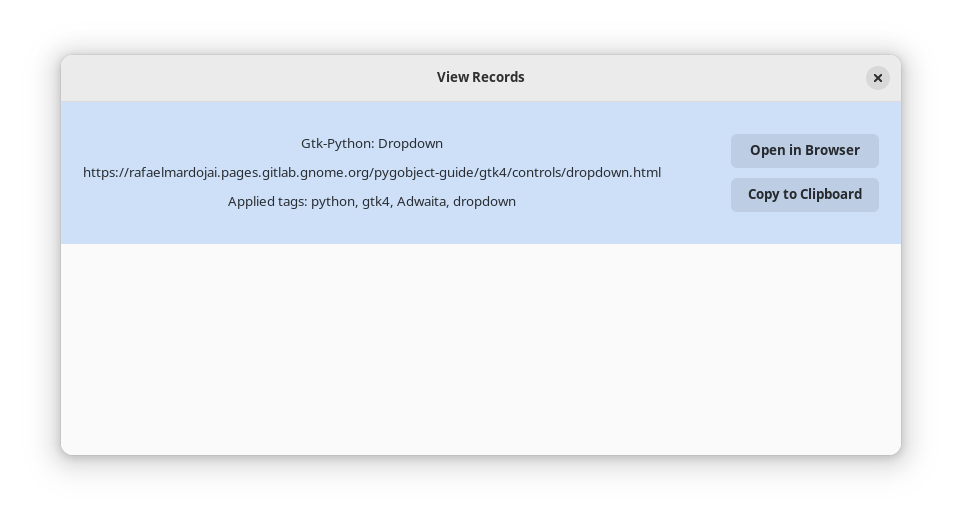 View Records
Gtk-Python: Dropdown
https://rafaelmardojai.pages.gitlab.gnome.org/pygobject-guide/gtk4/controls/dropdown.html
Applied tags: python, gtk4, Adwaita, dropdown
Open in Browser
Copy to Clipboard